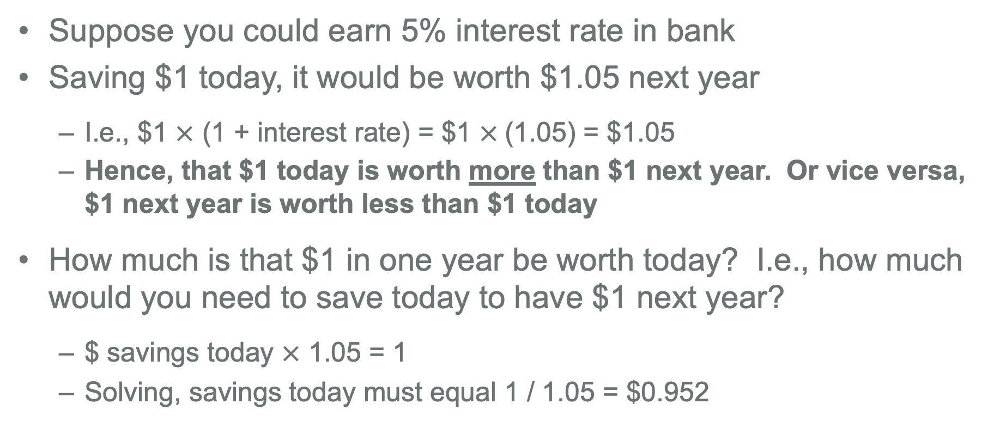 • Suppose you could earn 5% interest rate in bank
• Saving $1 today, it would be worth $1.05 next year
– I.e., $1 × (1 + interest rate) = $1 × (1.05) = $1.05
– Hence, that $1 today is worth more than $1 next year.  Or vice versa,
$1 next year is worth less than $1 today
• How much is that $1 in one year be worth today?  I.e., how much
would you need to save today to have $1 next year?
– $ savings today × 1.05 = 1
– Solving, savings today must equal 1 / 1.05 = $0.952